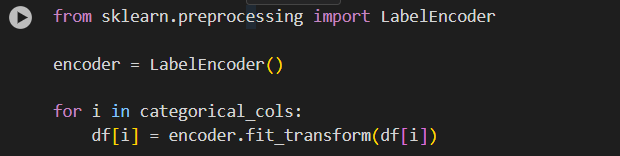 from sklearn.preprocessing import LabelEncoder
encoder = LabelEncoder()
for i in categorical_cols:
    df[i] = encoder.fit_transform(df[i])